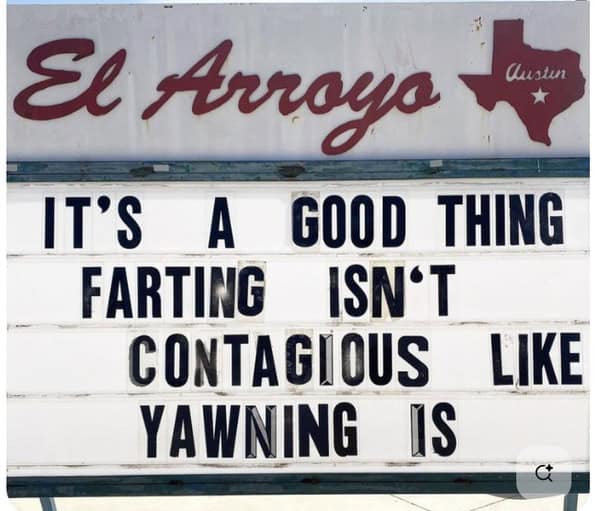 El Arroyo
Austin
IT'S A GOOD THING
FARTING ISN‘T
CONTAGIOUS LIKE
YAWNING IS